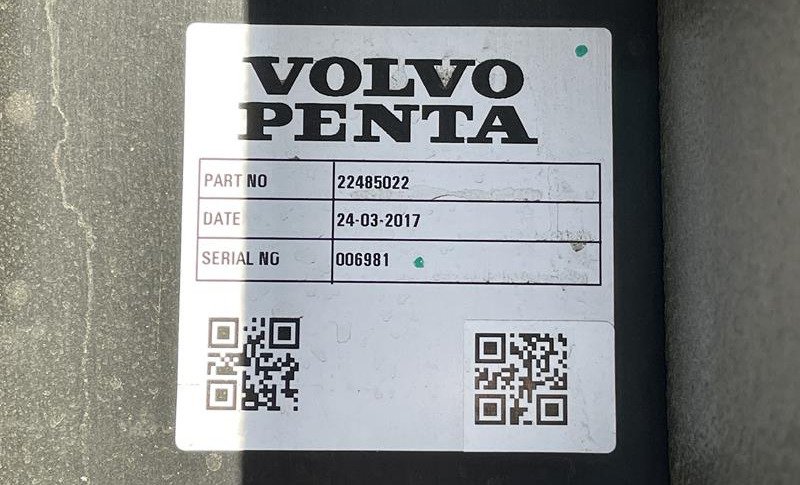 VOLVO
PENTA
PART NO 22485022
DATE 24-03-2017
SERIAL NO 006981